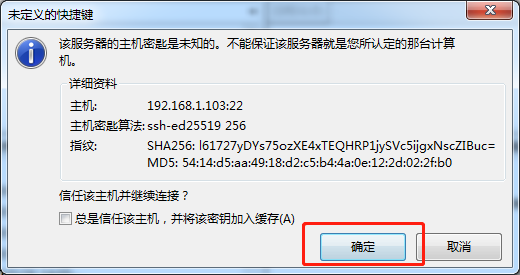 未定义的快捷键
该服务器的主机密匙是未知的。不能保证该服务器就是您所认定的那台计算
机。
详细资料
主机: 192.168.1.103:22
主机密匙算法: ssh-ed25519 256
指纹: SHA256: l61727yDYs75ozXE4xTEQHRP1jySVc5ijgxNscZIBuc=
MD5: 54:14:d5:aa:49:18:d2:c5:b4:4a:0e:12:2d:02:2f:b0
信任该主机并继续连接?
总是信任该主机，并将该密钥加入缓存(A)
确定 取消